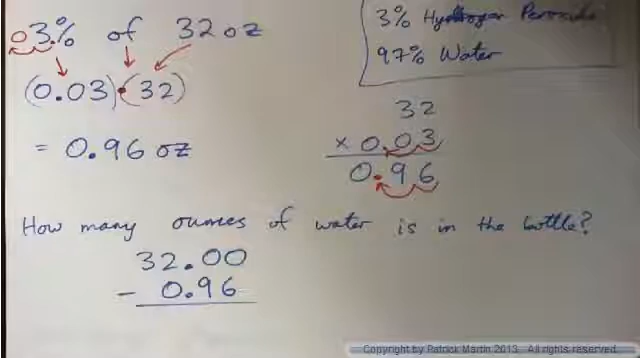 03.% of 32 oz
3% Hydrogen Peroxide
97% Water
(0.03)•(32)
= 0.96 oz
32
× 0.03
0.96
How many ounces of water is in the bottle?
32.00
- 0.96
Copyright by Patrick Martin 2013. All rights reserved.